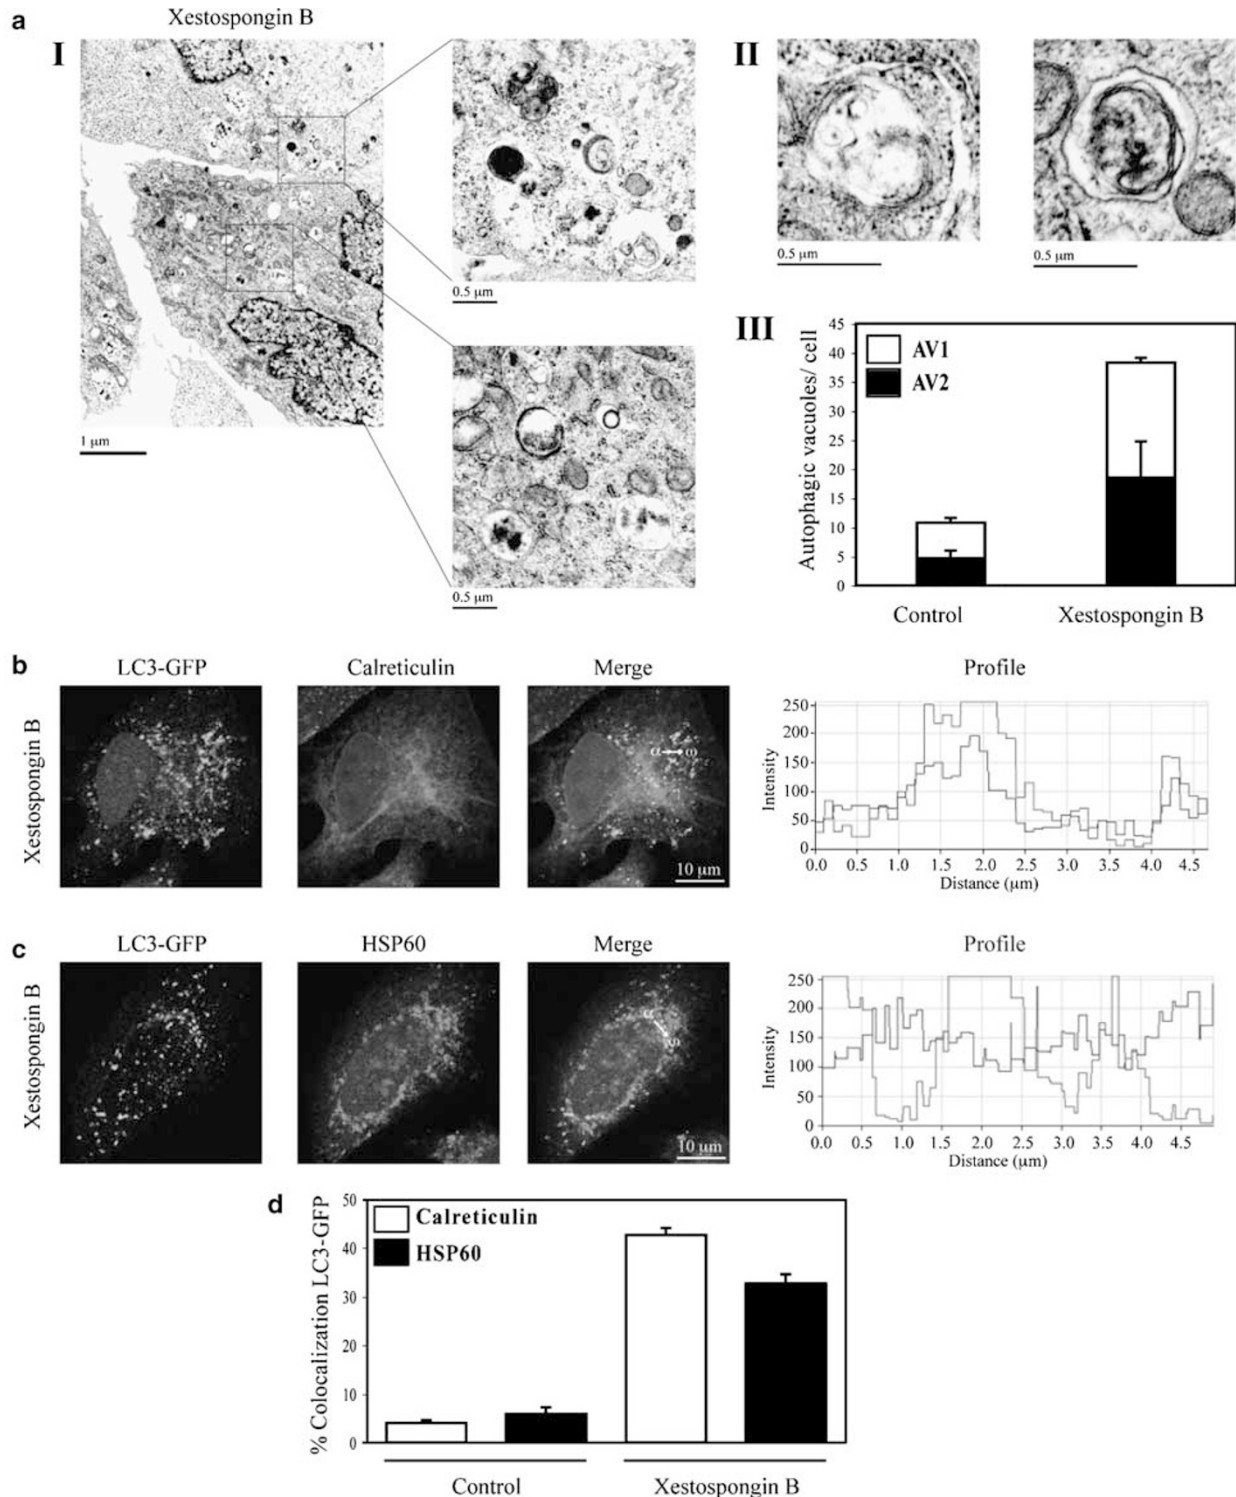 a
Xestospongin B
I
II
0.5 µm
0.5 µm
0.5 µm
1 µm
0.5 µm
III
Autophagic vacuoles/ cell
45
40
35
30
25
20
15
10
5
0
AV1
AV2
Control
Xestospongin B
b
LC3-GFP
Calreticulin
Merge
Profile
Xestospongin B
α
ω
10 µm
Intensity
250
200
150
100
50
0
0.0 0.5 1.0 1.5 2.0 2.5 3.0 3.5 4.0 4.5
Distance (µm)
c
LC3-GFP
HSP60
Merge
Profile
Xestospongin B
α
10 µm
Intensity
250
200
150
100
50
0
0.0 0.5 1.0 1.5 2.0 2.5 3.0 3.5 4.0 4.5
Distance (µm)
d
% Colocalization LC3-GFP
50
40
30
20
10
0
Calreticulin
HSP60
Control
Xestospongin B